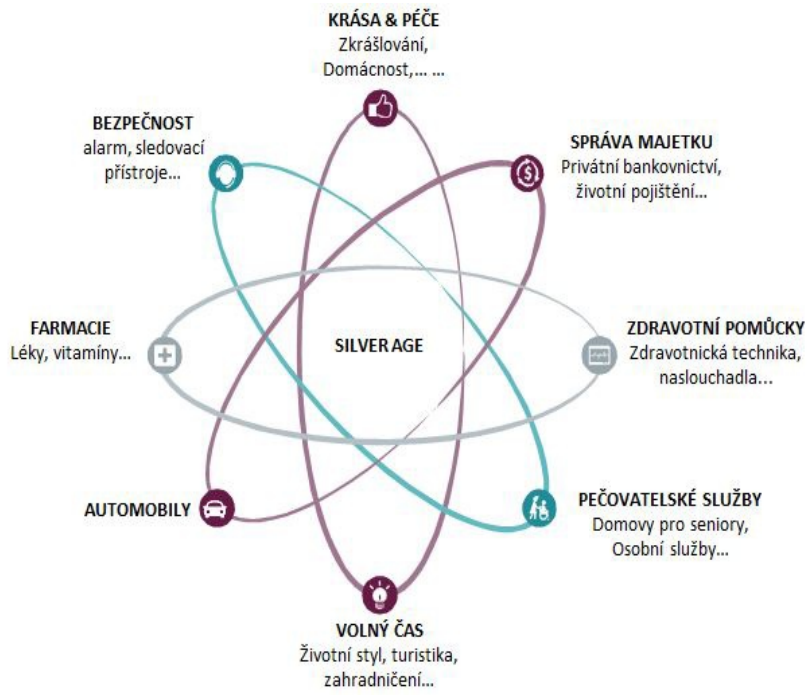 KRÁSA & PÉČE
Zkrášlování,
Domácnost,... ...
BEZPEČNOST
alarm, sledovací
přístroje...
SPRÁVA MAJETKU
Privátní bankovnictví,
životní pojištění...
FARMACIE
Léky, vitamíny...
SILVER AGE
ZDRAVOTNÍ POMŮCKY
Zdravotnická technika,
naslouchadla...
AUTOMOBILY
PEČOVATELSKÉ SLUŽBY
Domovy pro seniory,
Osobní služby...
VOLNÝ ČAS
Životní styl, turistika,
zahradničení...